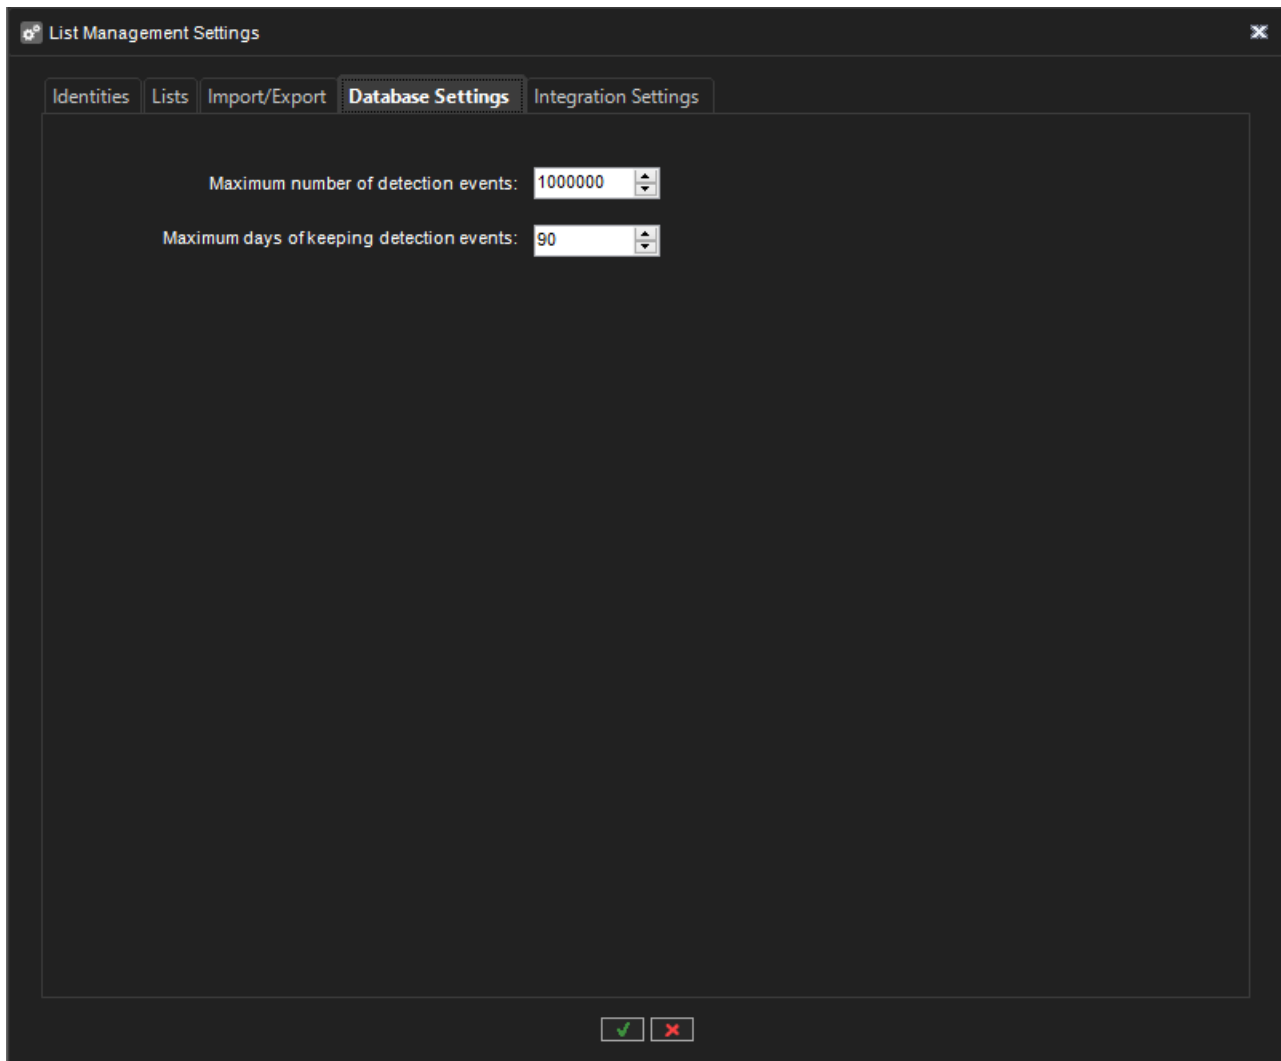 List Management Settings
Identities Lists Import/Export Database Settings Integration Settings
Maximum number of detection events: 1000000
Maximum days of keeping detection events: 90